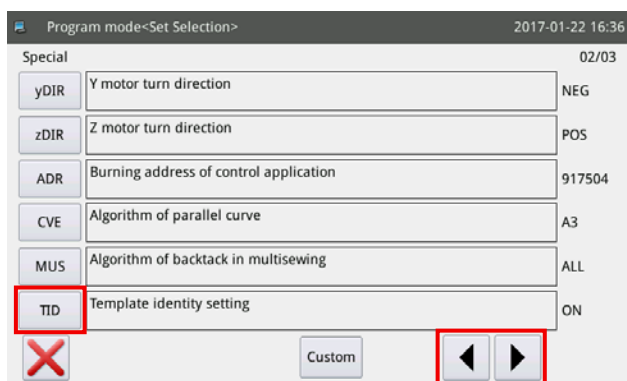 Program mode<Set Selection> 2017-01-22 16:36
Special 02/03
yDIR Y motor turn direction NEG
zDIR Z motor turn direction POS
ADR Burning address of control application 917504
CVE Algorithm of parallel curve A3
MUS Algorithm of backtack in multisewing ALL
TID Template identity setting ON
Custom